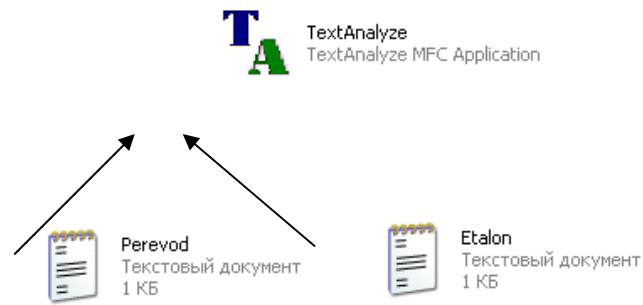 TA
TextAnalyze
TextAnalyze MFC Application
Perevod
Текстовый документ
1 КБ
Etalon
Текстовый документ
1 КБ